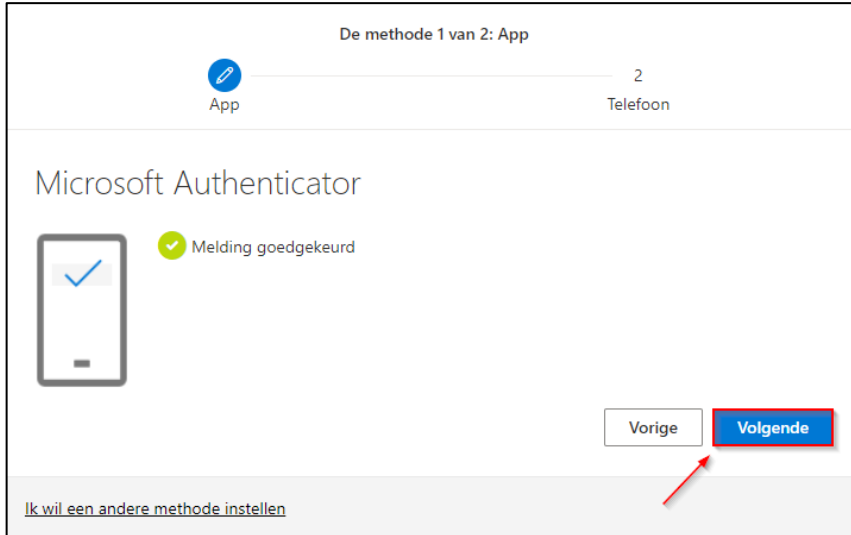 De methode 1 van 2: App
2
App
Telefoon
Microsoft Authenticator
Melding goedgekeurd
Vorige
Volgende
Ik wil een andere methode instellen